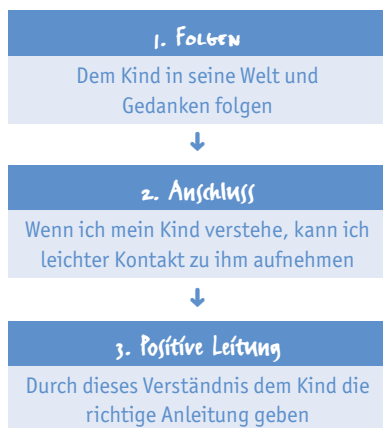 1. Folgen
Dem Kind in seine Welt und
Gedanken folgen
2. Anschluss
Wenn ich mein Kind verstehe, kann ich
leichter Kontakt zu ihm aufnehmen
3. Positive Leitung
Durch dieses Verständnis dem Kind die
richtige Anleitung geben